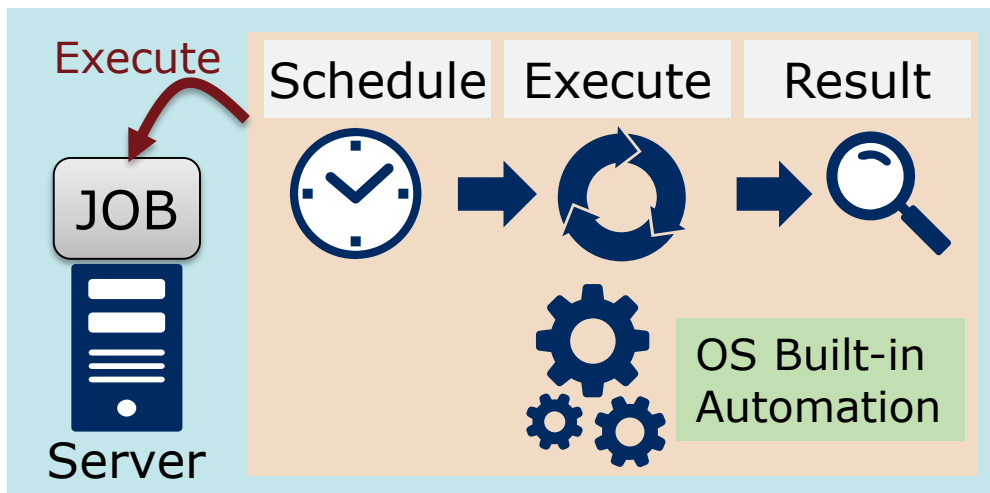 Execute
Schedule
Execute
Result
JOB
OS Built-in
Automation
Server